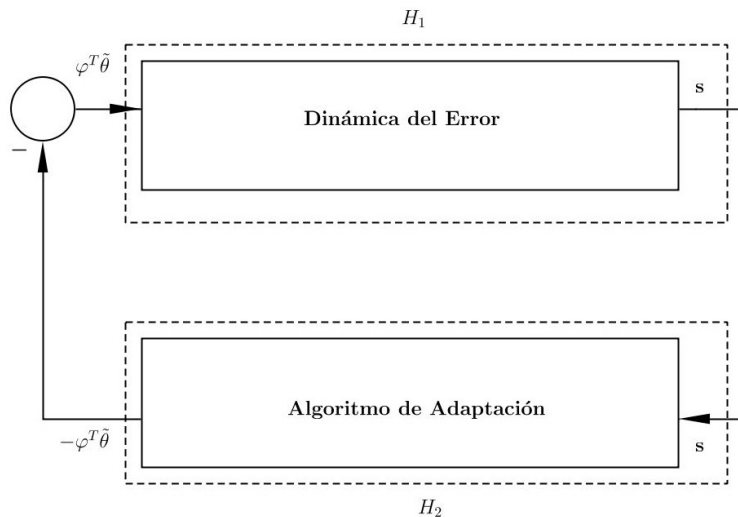 H₁
φᵀθ̃
s
Dinámica del Error
−
Algoritmo de Adaptación
−φᵀθ̃
s
H₂